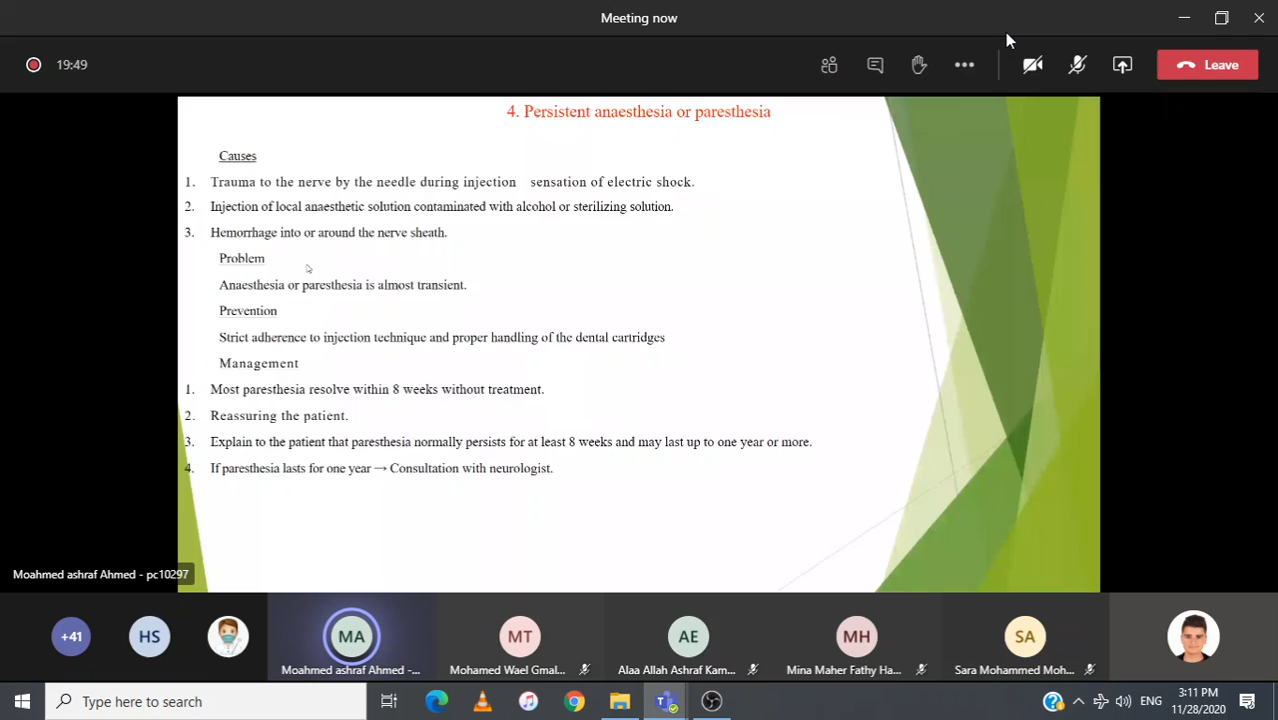 Meeting now
19:49
Leave
4. Persistent anaesthesia or paresthesia
Causes
1. Trauma to the nerve by the needle during injection sensation of electric shock.
2. Injection of local anaesthetic solution contaminated with alcohol or sterilizing solution.
3. Hemorrhage into or around the nerve sheath.
Problem
Anaesthesia or paresthesia is almost transient.
Prevention
Strict adherence to injection technique and proper handling of the dental cartridges
Management
1. Most paresthesia resolve within 8 weeks without treatment.
2. Reassuring the patient.
3. Explain to the patient that paresthesia normally persists for at least 8 weeks and may last up to one year or more.
4. If paresthesia lasts for one year → Consultation with neurologist.
Moahmed ashraf Ahmed - pc10297
+41
HS
MA
MT
AE
MH
SA
Moahmed ashraf Ahmed -...
Mohamed Wael Gmal...
Alaa Allah Ashraf Kam...
Mina Maher Fathy Ha...
Sara Mohammed Moh...
Type here to search
ENG
3:11 PM
11/28/2020